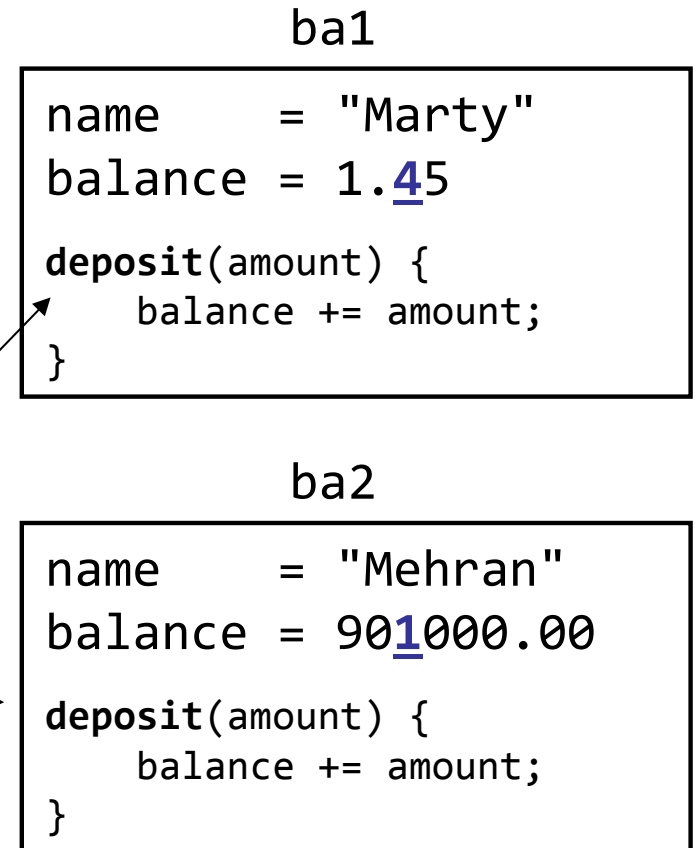 ba1
name    = "Marty"
balance = 1.45
deposit(amount) {
    balance += amount;
}
ba2
name    = "Mehran"
balance = 901000.00
deposit(amount) {
    balance += amount;
}